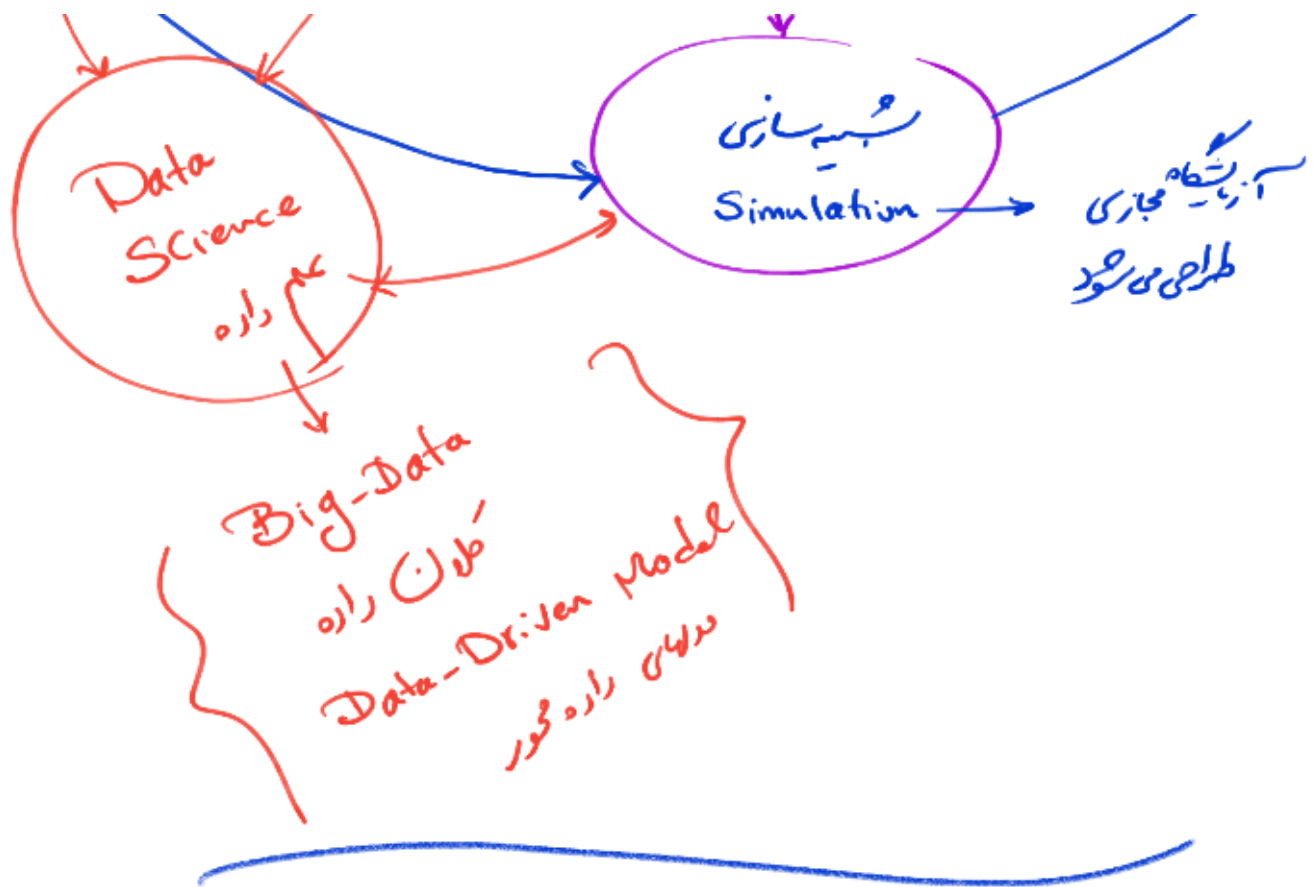 Data
Science
علم داده
شبیه سازی
Simulation
آزمایشگاه مجازی
طراحی می شود
Big-Data
کلان داده
Data-Driven Model
مدلهای داده محور